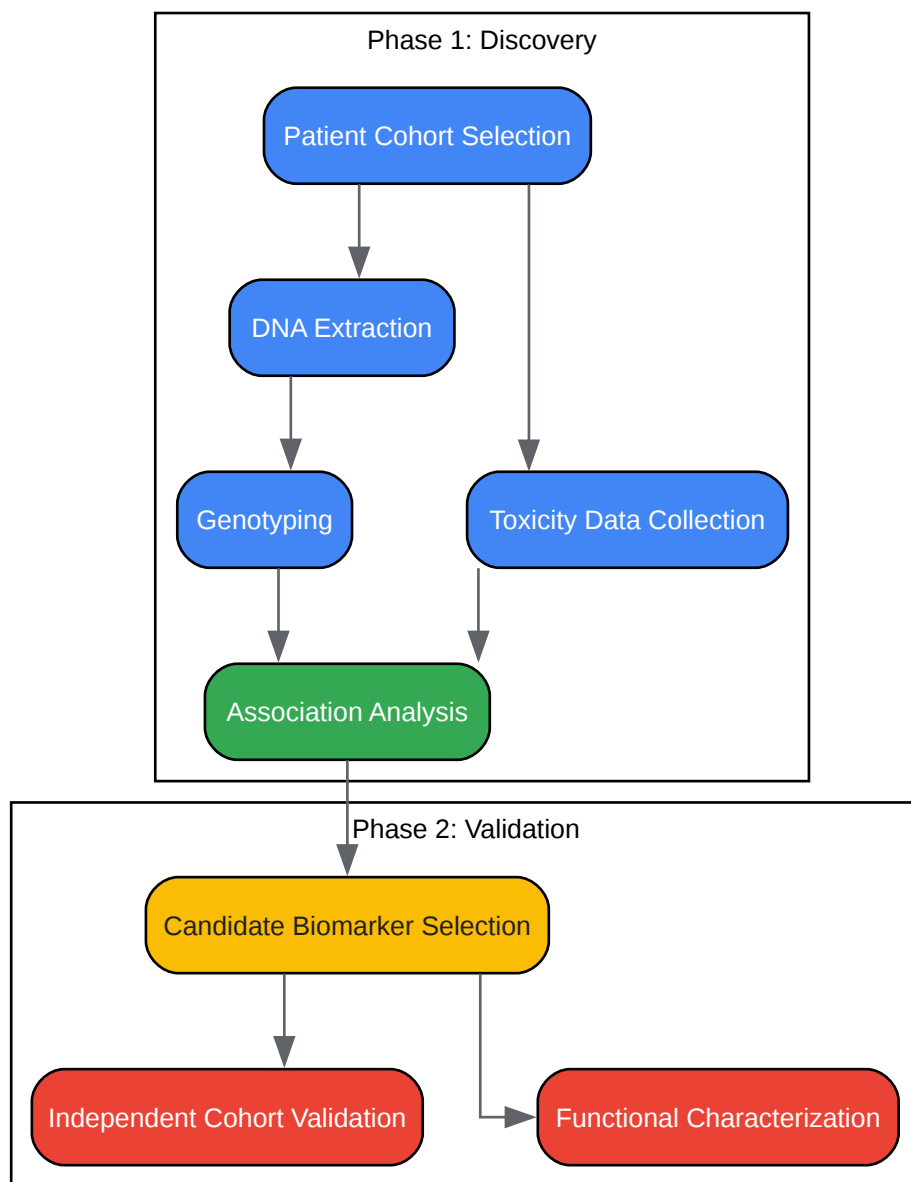 Phase 1: Discovery
Patient Cohort Selection
DNA Extraction
Genotyping
Toxicity Data Collection
Association Analysis
Phase 2: Validation
Candidate Biomarker Selection
Independent Cohort Validation
Functional Characterization